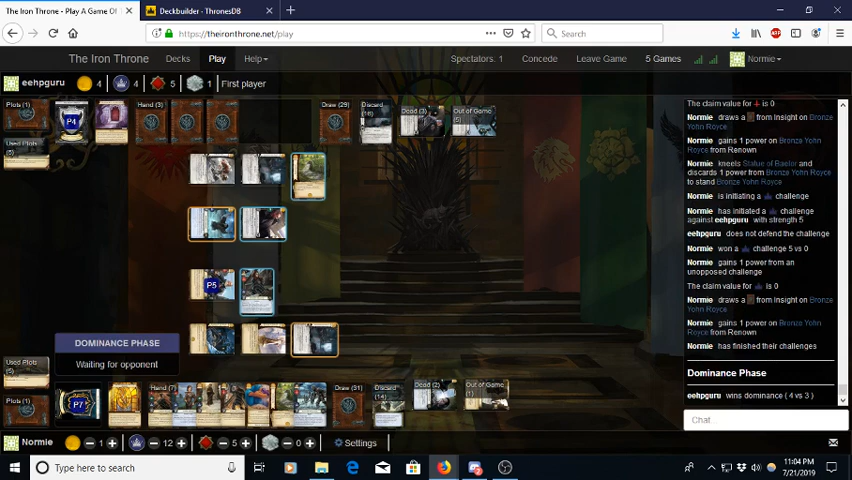 The Iron Throne - Play A Game Of
Deckbuilder - ThronesDB
https://theironthrone.net/play
Search
The Iron Throne
Decks
Play
Help
Spectators: 1
Concede
Leave Game
5 Games
Normie
eehpguru
4
4
5
1
First player
Plots (1)
P4
Hand (3)
Draw (29)
Discard (16)
Dead (3)
Out of Game (5)
Used Plots (5)
P5
DOMINANCE PHASE
Waiting for opponent
Used Plots (5)
Plots (1)
P7
Hand (7)
Draw (31)
Discard (14)
Dead (2)
Out of Game (1)
Normie
1
12
5
0
Settings
The claim value for is 0
Normie draws a from Insight on Bronze
Yohn Royce
Normie gains 1 power on Bronze
Yohn Royce from Renown
Normie kneels Statue of Baelor and
discards 1 power from Bronze Yohn Royce
to stand Bronze Yohn Royce
Normie is initiating a challenge
Normie has initiated a challenge
against eehpguru with strength 5
eehpguru does not defend the challenge
Normie won a challenge 5 vs 0
Normie gains 1 power from an
unopposed challenge
The claim value for is 0
Normie draws a from Insight on Bronze
Yohn Royce
Normie gains 1 power on Bronze Yohn
Royce from Renown
Normie has finished their challenges
Dominance Phase
eehpguru wins dominance ( 4 vs 3 )
Chat...
Type here to search
11:04 PM
7/21/2019